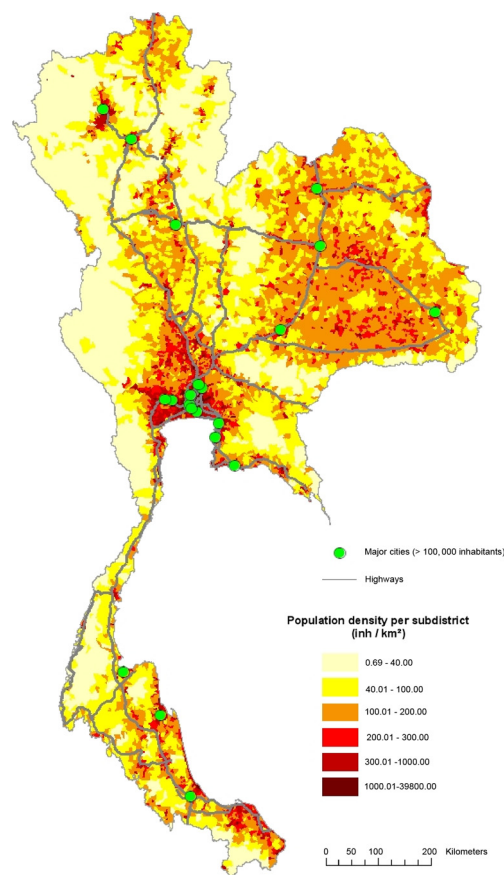 Major cities (> 100,000 inhabitants)
Highways
Population density per subdistrict
(inh / km²)
0.69 - 40.00
40.01 - 100.00
100.01 - 200.00
200.01 - 300.00
300.01 -1000.00
1000.01-39800.00
0 50 100 200 Kilometers